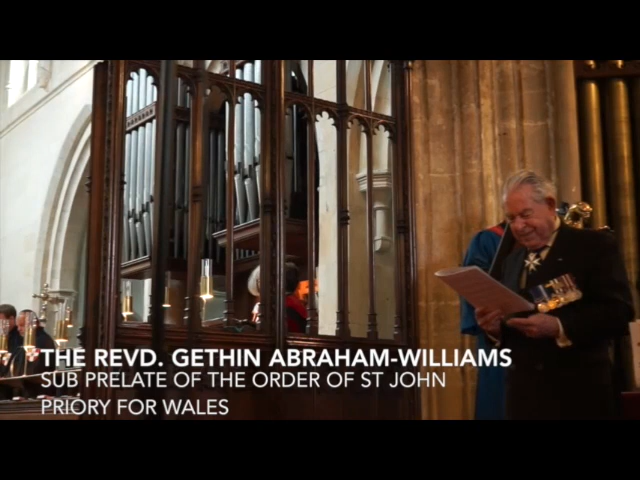 THE REVD. GETHIN ABRAHAM-WILLIAMS
SUB PRELATE OF THE ORDER OF ST JOHN
PRIORY FOR WALES